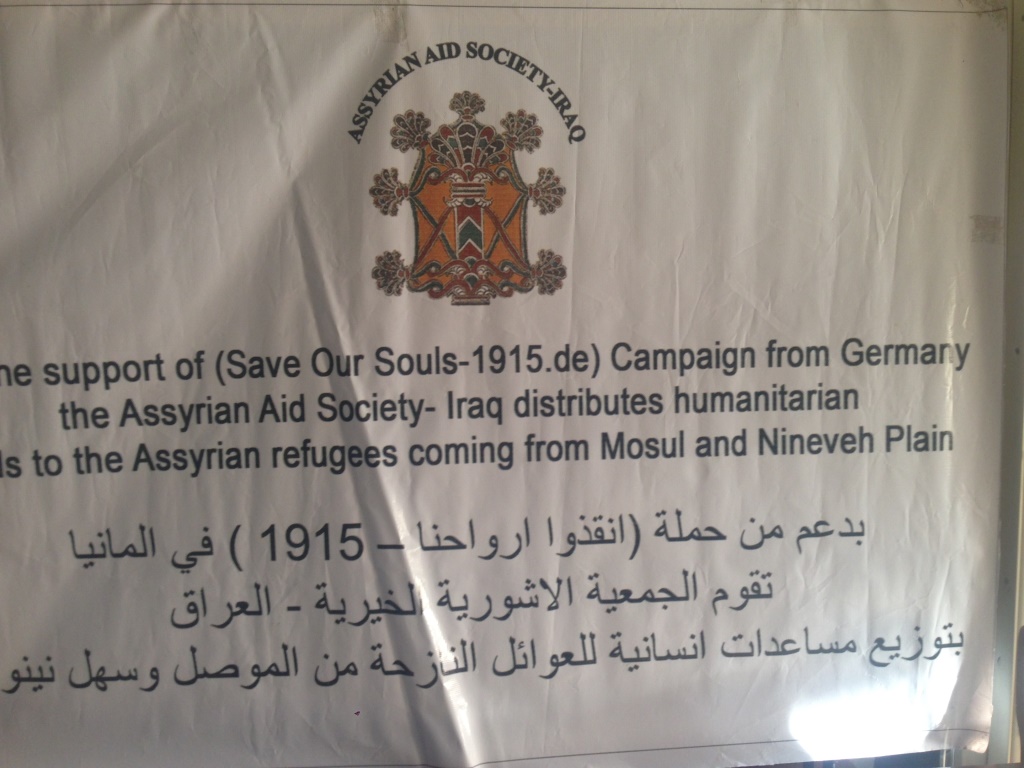 ASSYRIAN AID SOCIETY-IRAQ
he support of (Save Our Souls-1915.de) Campaign from Germany
the Assyrian Aid Society- Iraq distributes humanitarian
ls to the Assyrian refugees coming from Mosul and Nineveh Plain
بدعم من حملة (انقذوا ارواحنا – 1915 ) في المانيا
تقوم الجمعية الاشورية الخيرية - العراق
بتوزيع مساعدات انسانية للعوائل النازحة من الموصل وسهل نينو